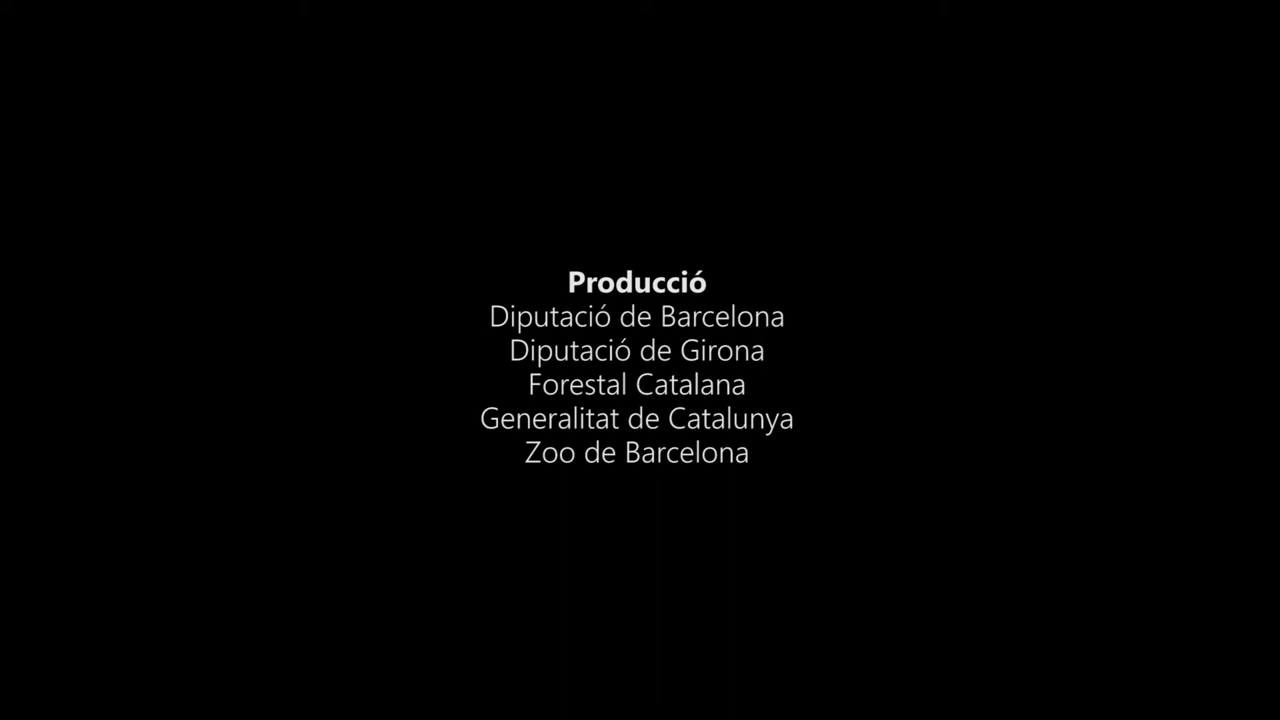 Producció
Diputació de Barcelona
Diputació de Girona
Forestal Catalana
Generalitat de Catalunya
Zoo de Barcelona